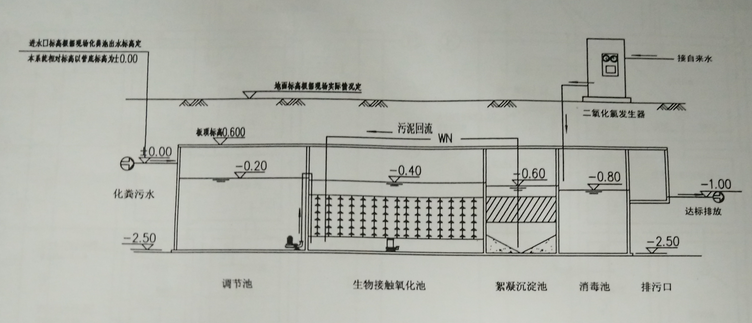 进水口标高根据现场化粪池出水标高定
本系统相对标高以管底标高为±0.00
地面标高根据现场实际情况定
接自来水
二氧化氯发生器
板顶标高0.600
污泥回流
WN
±0.00
-0.20
-0.40
-0.60
-0.80
-1.00
化粪污水
达标排放
-2.50
-2.50
调节池
生物接触氧化池
絮凝沉淀池
消毒池
排污口